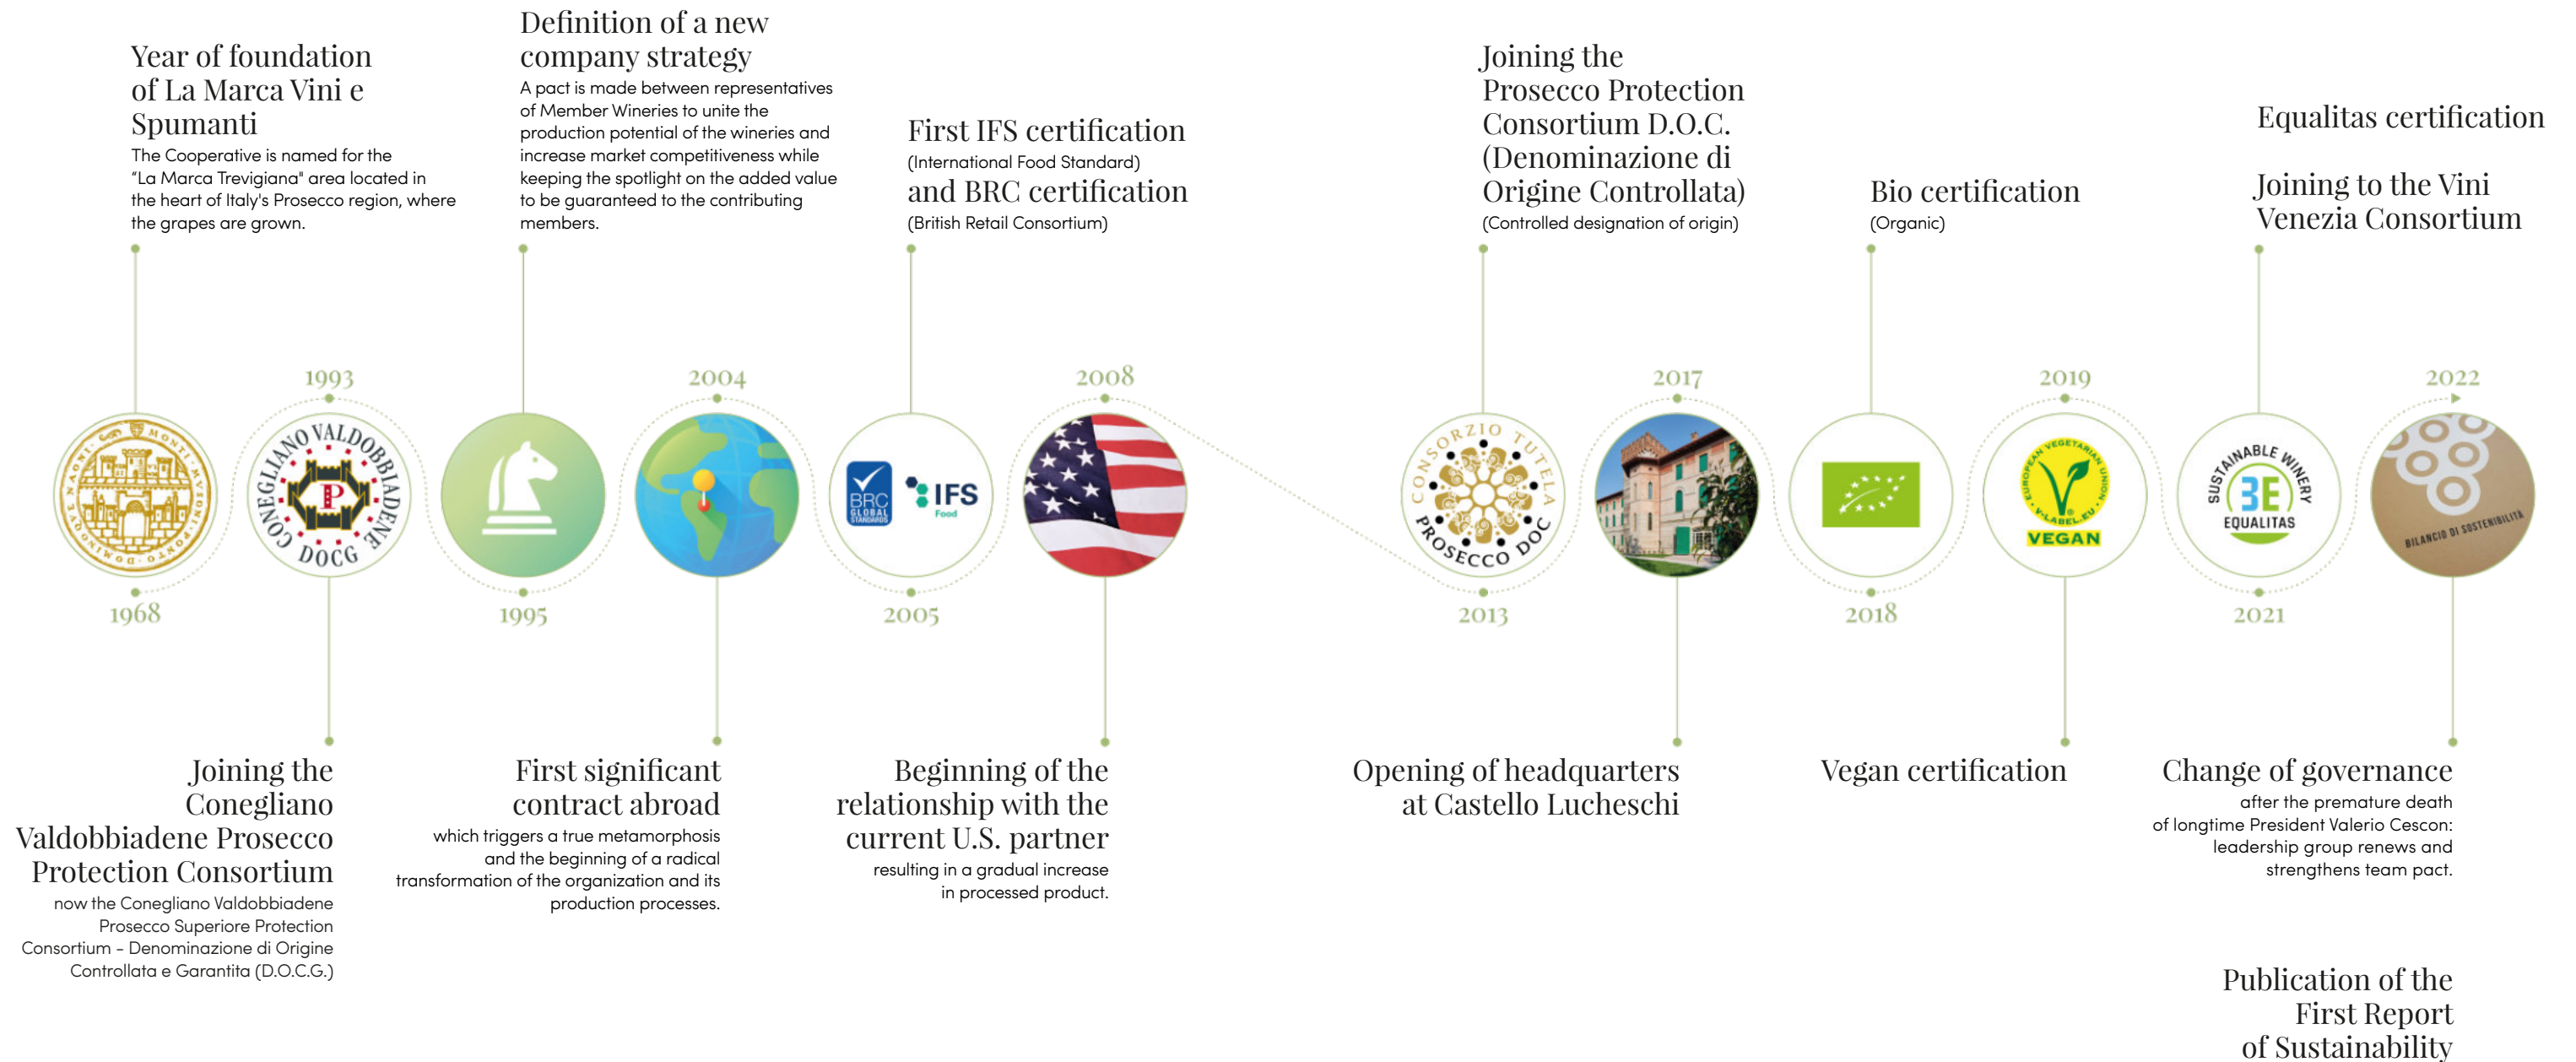 Year of foundation
of La Marca Vini e
Spumanti
The Cooperative is named for the
“La Marca Trevigiana" area located in
the heart of Italy's Prosecco region, where
the grapes are grown.
1968
1993
CONEGLIANO VALDOBBIADENE
P
DOCG
Joining the
Conegliano
Valdobbiadene Prosecco
Protection Consortium
now the Conegliano Valdobbiadene
Prosecco Superiore Protection
Consortium - Denominazione di Origine
Controllata e Garantita (D.O.C.G.)
Definition of a new
company strategy
A pact is made between representatives
of Member Wineries to unite the
production potential of the wineries and
increase market competitiveness while
keeping the spotlight on the added value
to be guaranteed to the contributing
members.
1995
2004
First significant
contract abroad
which triggers a true metamorphosis
and the beginning of a radical
transformation of the organization and its
production processes.
First IFS certification
(International Food Standard)
and BRC certification
(British Retail Consortium)
BRC
GLOBAL
STANDARDS
IFS
Food
2005
2008
Beginning of the
relationship with the
current U.S. partner
resulting in a gradual increase
in processed product.
Joining the
Prosecco Protection
Consortium D.O.C.
(Denominazione di
Origine Controllata)
(Controlled designation of origin)
CONSORZIO TUTELA
PROSECCO DOC
2013
2017
Opening of headquarters
at Castello Lucheschi
Bio certification
(Organic)
2018
2019
EUROPEAN VEGETARIAN UNION
V-LABEL.EU
VEGAN
Vegan certification
Equalitas certification
Joining to the Vini
Venezia Consortium
SUSTAINABLE WINERY
3E
EQUALITAS
2021
2022
BILANCIO DI SOSTENIBILITÀ
Change of governance
after the premature death
of longtime President Valerio Cescon:
leadership group renews and
strengthens team pact.
Publication of the
First Report
of Sustainability